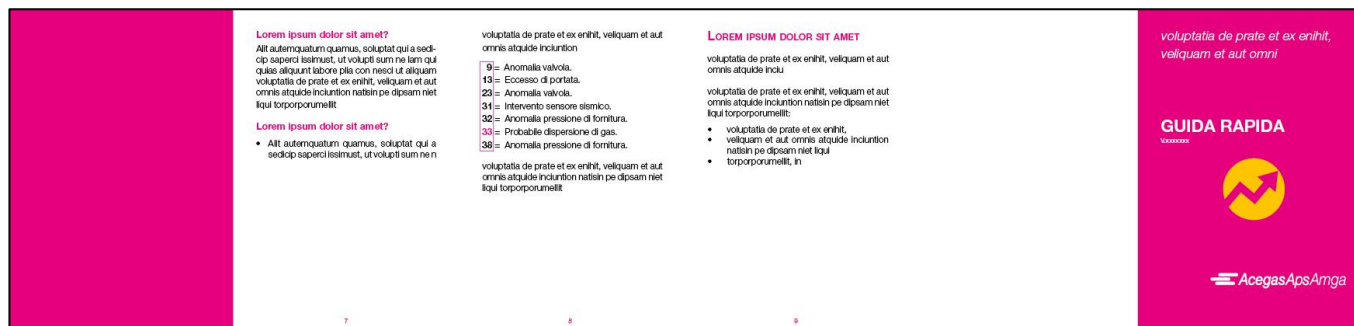 Lorem ipsum dolor sit amet?
Alit autemquatum quamus, soluptat qui a sedi-
cip saperci issimust, ut volupti sum ne lam qui
quias aliquunt labore plia con nesci ut aliquam
voluptatia de prate et ex enihit, veliquam et aut
omnis atquide inciuntion natisin pe dipsam niet
liqui torporporumellit
Lorem ipsum dolor sit amet?
• Alit autemquatum quamus, soluptat qui a
sedicip saperci issimust, ut volupti sum ne n
7
voluptatia de prate et ex enihit, veliquam et aut
omnis atquide inciuntion
9 = Anomalia valvola.
13 = Eccesso di portata.
23 = Anomalia valvola.
31 = Intervento sensore sismico.
32 = Anomalia pressione di fornitura.
33 = Probabile dispersione di gas.
38 = Anomalia pressione di fornitura.
voluptatia de prate et ex enihit, veliquam et aut
omnis atquide inciuntion natisin pe dipsam niet
liqui torporporumellit
8
LOREM IPSUM DOLOR SIT AMET
voluptatia de prate et ex enihit, veliquam et aut
omnis atquide inciu
voluptatia de prate et ex enihit, veliquam et aut
omnis atquide inciuntion natisin pe dipsam niet
liqui torporporumellit:
• voluptatia de prate et ex enihit,
• veliquam et aut omnis atquide inciuntion
natisin pe dipsam niet liqui
• torporporumellit, in
9
voluptatia de prate et ex enihit,
veliquam et aut omni
GUIDA RAPIDA
AcegasApsAmga